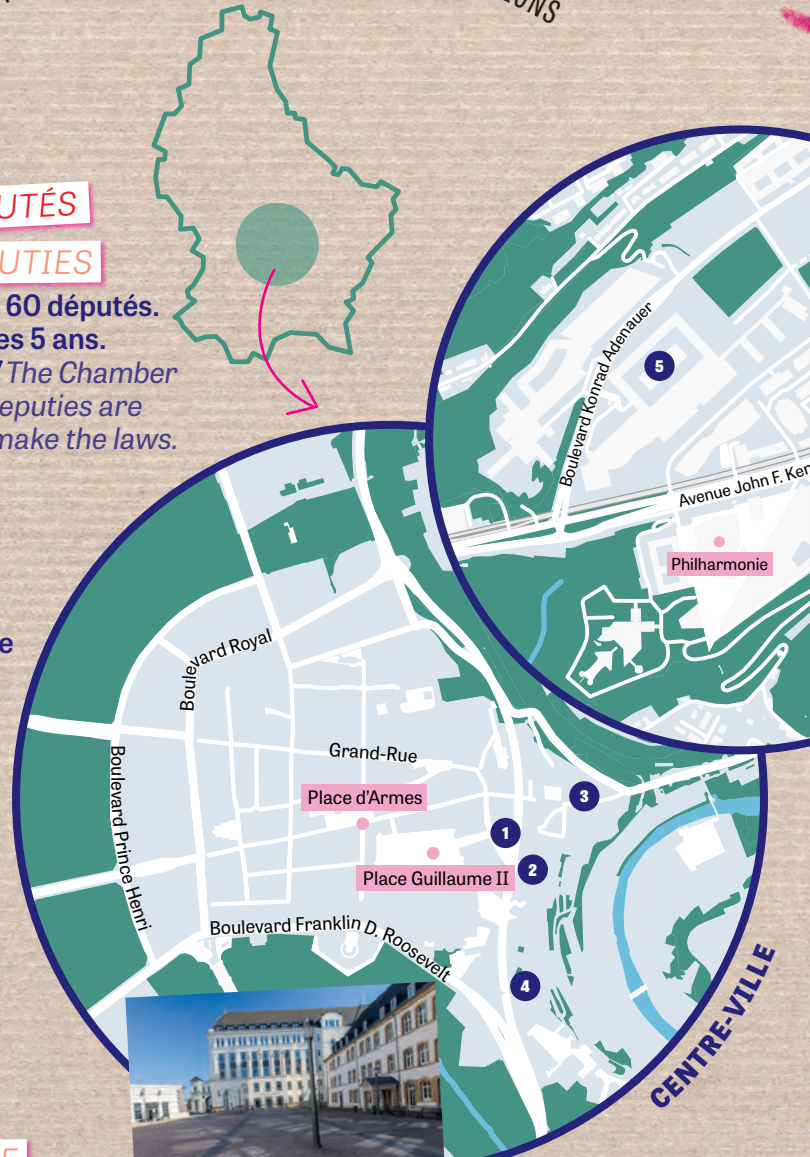 UTÉS
UTIES
60 députés.
es 5 ans.
/ The Chamber
eputies are
make the laws.
e
5
Boulevard Konrad Adenauer
Avenue John F. Ken
Philharmonie
Boulevard Royal
Grand-Rue
Boulevard Prince Henri
Place d'Armes
3
1
2
Place Guillaume II
Boulevard Franklin D. Roosevelt
4
CENTRE-VILLE